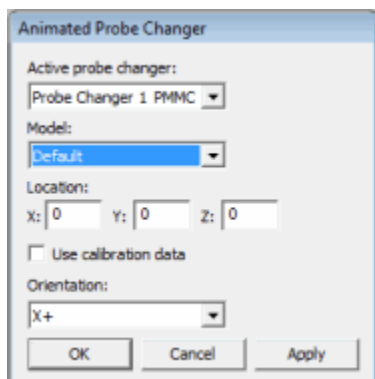 Animated Probe Changer
Active probe changer:
Probe Changer 1 PMMC
Model:
Default
Location:
X: 0 Y: 0 Z: 0
Use calibration data
Orientation:
X+
OK Cancel Apply